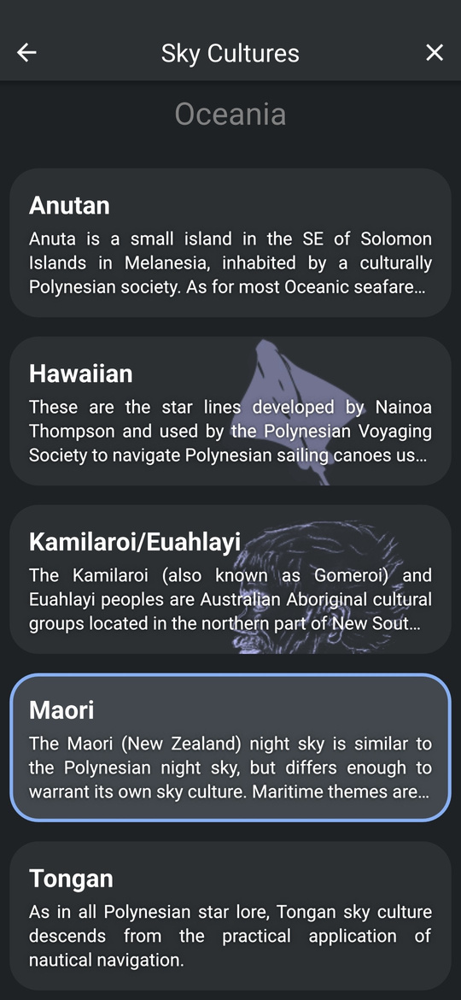 Sky Cultures
Oceania
Anutan
Anuta is a small island in the SE of Solomon
Islands in Melanesia, inhabited by a culturally
Polynesian society. As for most Oceanic seafare…
Hawaiian
These are the star lines developed by Nainoa
Thompson and used by the Polynesian Voyaging
Society to navigate Polynesian sailing canoes us…
Kamilaroi/Euahlayi
The Kamilaroi (also known as Gomeroi) and
Euahlayi peoples are Australian Aboriginal cultural
groups located in the northern part of New Sout…
Maori
The Maori (New Zealand) night sky is similar to
the Polynesian night sky, but differs enough to
warrant its own sky culture. Maritime themes are…
Tongan
As in all Polynesian star lore, Tongan sky culture
descends from the practical application of
nautical navigation.